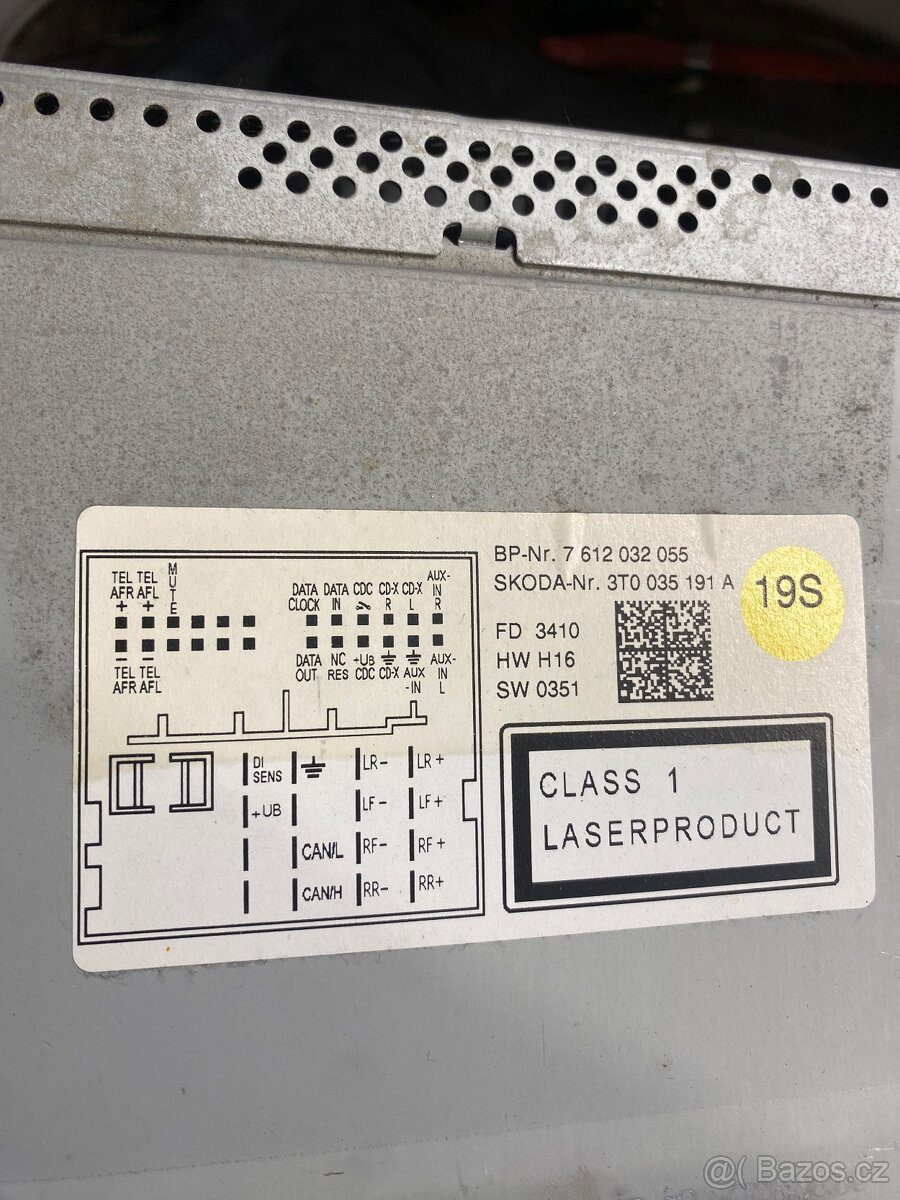 BP-Nr. 7 612 032 055
SKODA-Nr. 3T0 035 191 A
19S
FD 3410
HW H16
SW 0351
CLASS 1
LASERPRODUCT
TEL TEL MUTE
AFR AFL
+ +
DATA DATA CDC CD-X CD-X AUX-
CLOCK IN R L IN
R
- -
TEL TEL
AFR AFL
DATA NC +UB AUX-
OUT RES CDC CD-X AUX IN
-IN L
DI SENS LR- LR+
+UB LF- LF+
CAN/L RF- RF+
CAN/H RR- RR+
@( Bazos.cz